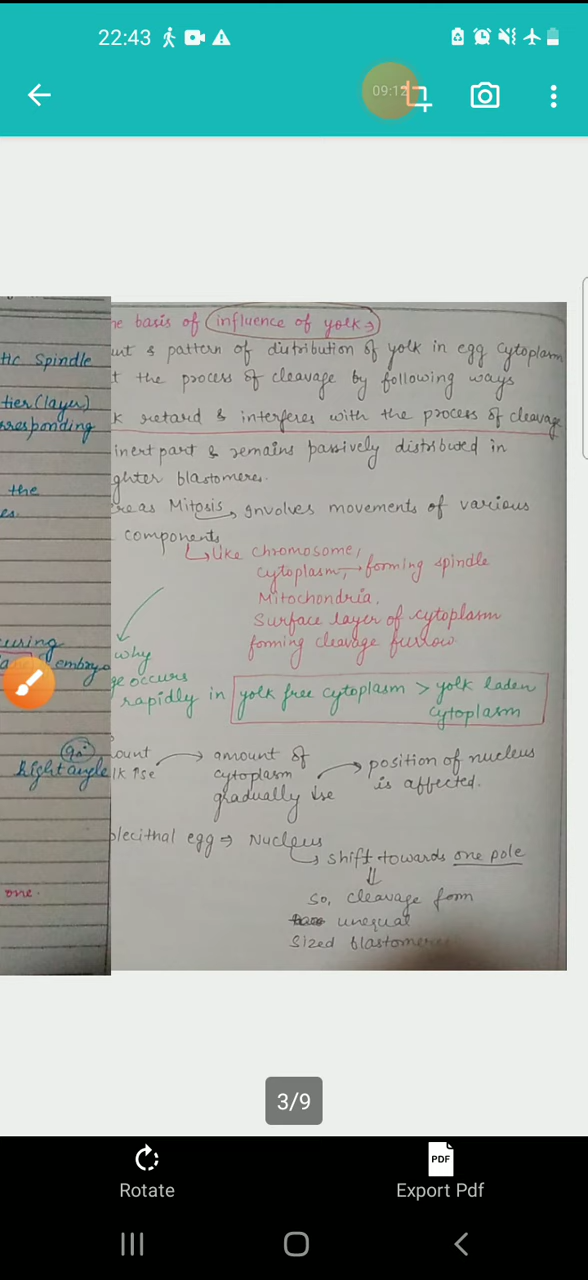 22:43
09:12
tic Spindle
tier (layer)
rresponding
the
es.
uring
embryo
90°
Right angle
one.
he basis of influence of yolk →
unt & pattern of distribution of yolk in egg cytoplasm
t the process of cleavage by following ways
k retard & interferes with the process of cleavage
inert part & remains passively distributed in
ghter blastomeres.
ereas Mitosis, involves movements of various
components
like chromosome,
cytoplasm, → forming spindle
Mitochondria,
Surface layer of cytoplasm
forming cleavage furrow
why
ge occurs
rapidly in yolk free cytoplasm > yolk laden
cytoplasm
ount → amount of → position of nucleus
lk ↑se cytoplasm is affected.
gradually ↓se
olecithal egg ⇒ Nucleus
shift towards one pole
⇓
So, cleavage form
unequal
Sized blastomeres
3/9
Rotate
PDF
Export Pdf